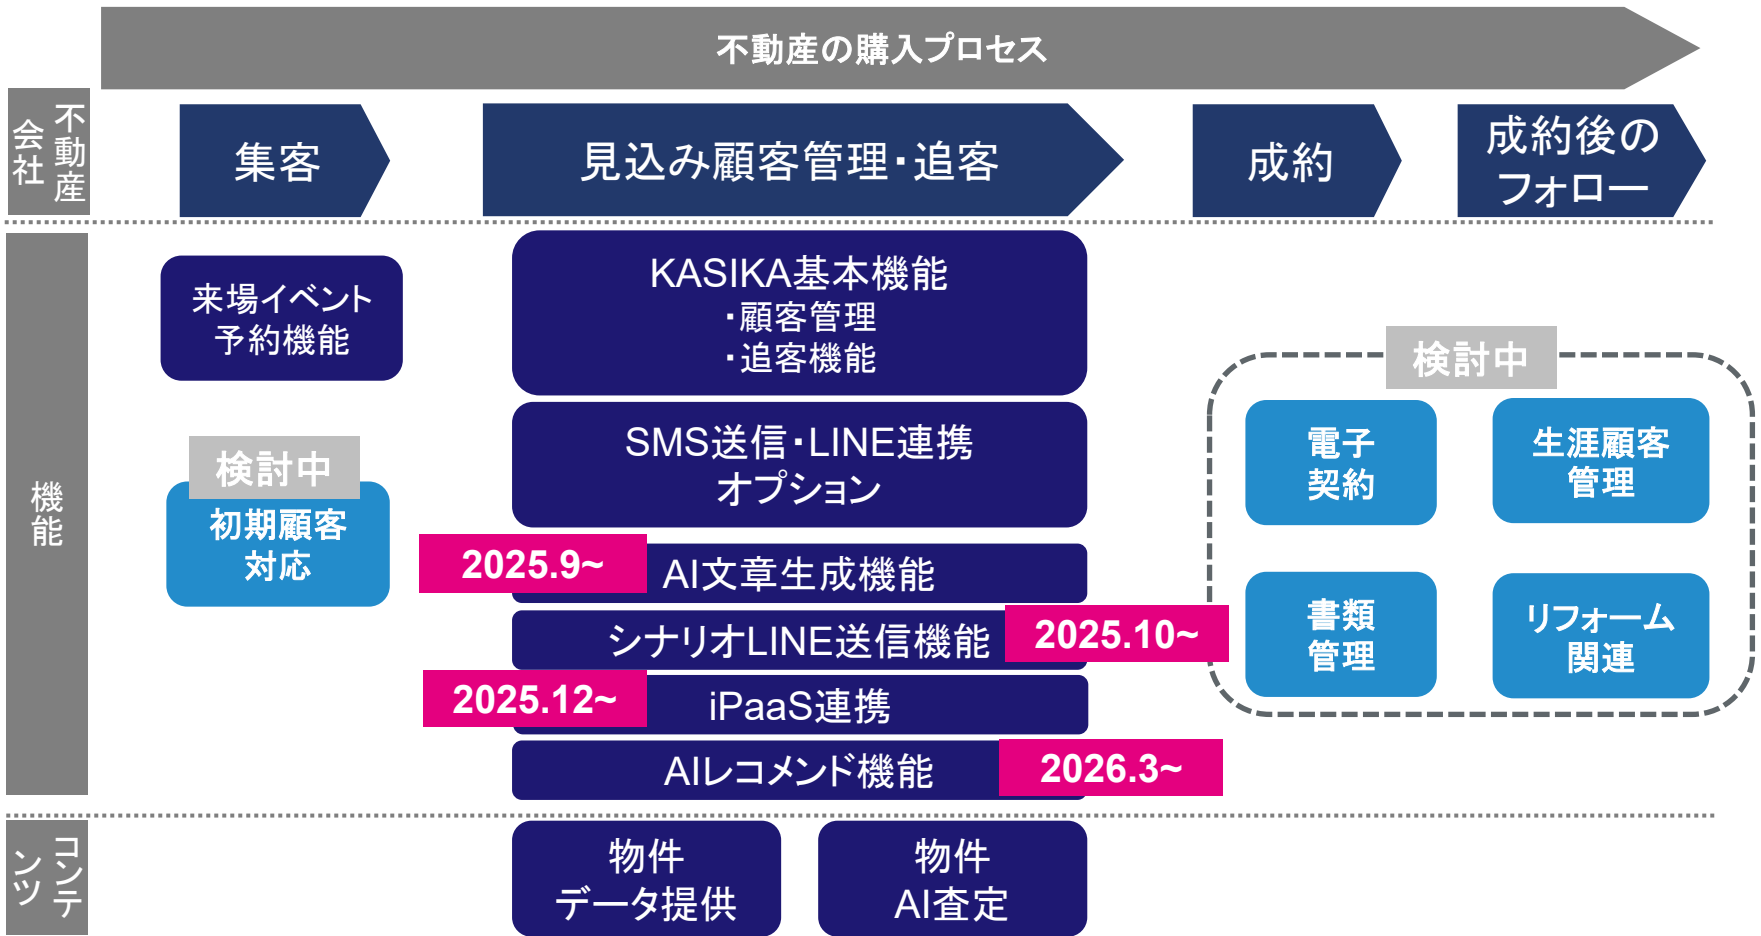 不動産の購入プロセス
不動産
会社
集客
見込み顧客管理・追客
成約
成約後の
フォロー
機能
来場イベント
予約機能
検討中
初期顧客
対応
KASIKA基本機能
・顧客管理
・追客機能
SMS送信・LINE連携
オプション
2025.9~
AI文章生成機能
シナリオLINE送信機能
2025.10~
2025.12~
iPaaS連携
AIレコメンド機能
2026.3~
検討中
電子
契約
生涯顧客
管理
書類
管理
リフォーム
関連
コンテ
ンツ
物件
データ提供
物件
AI査定